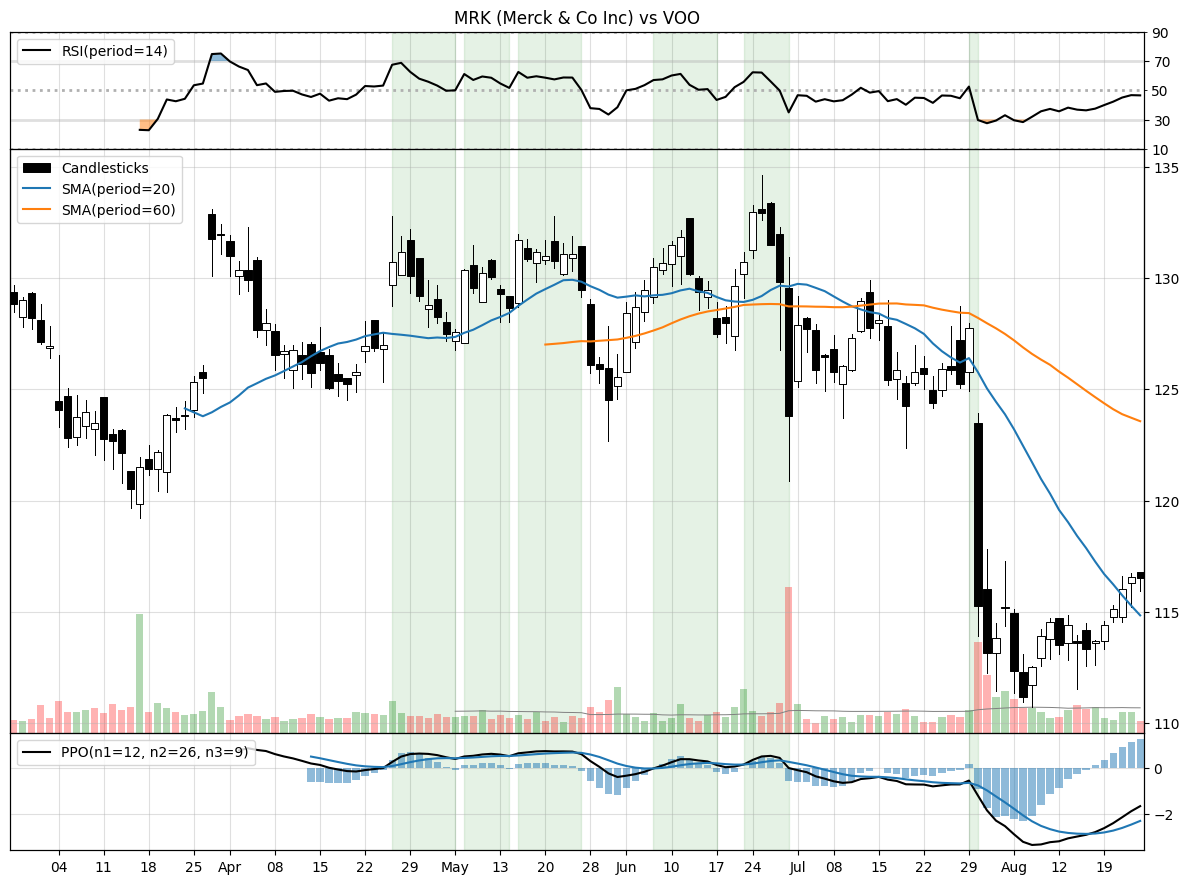 MRK (Merck & Co Inc) vs VOO
RSI(period=14)
90
70
50
30
10
Candlesticks
SMA(period=20)
SMA(period=60)
135
130
125
120
115
110
PPO(n1=12, n2=26, n3=9)
0
−2
04 11 18 25 Apr 08 15 22 29 May 13 20 28 Jun 10 17 24 Jul 08 15 22 29 Aug 12 19